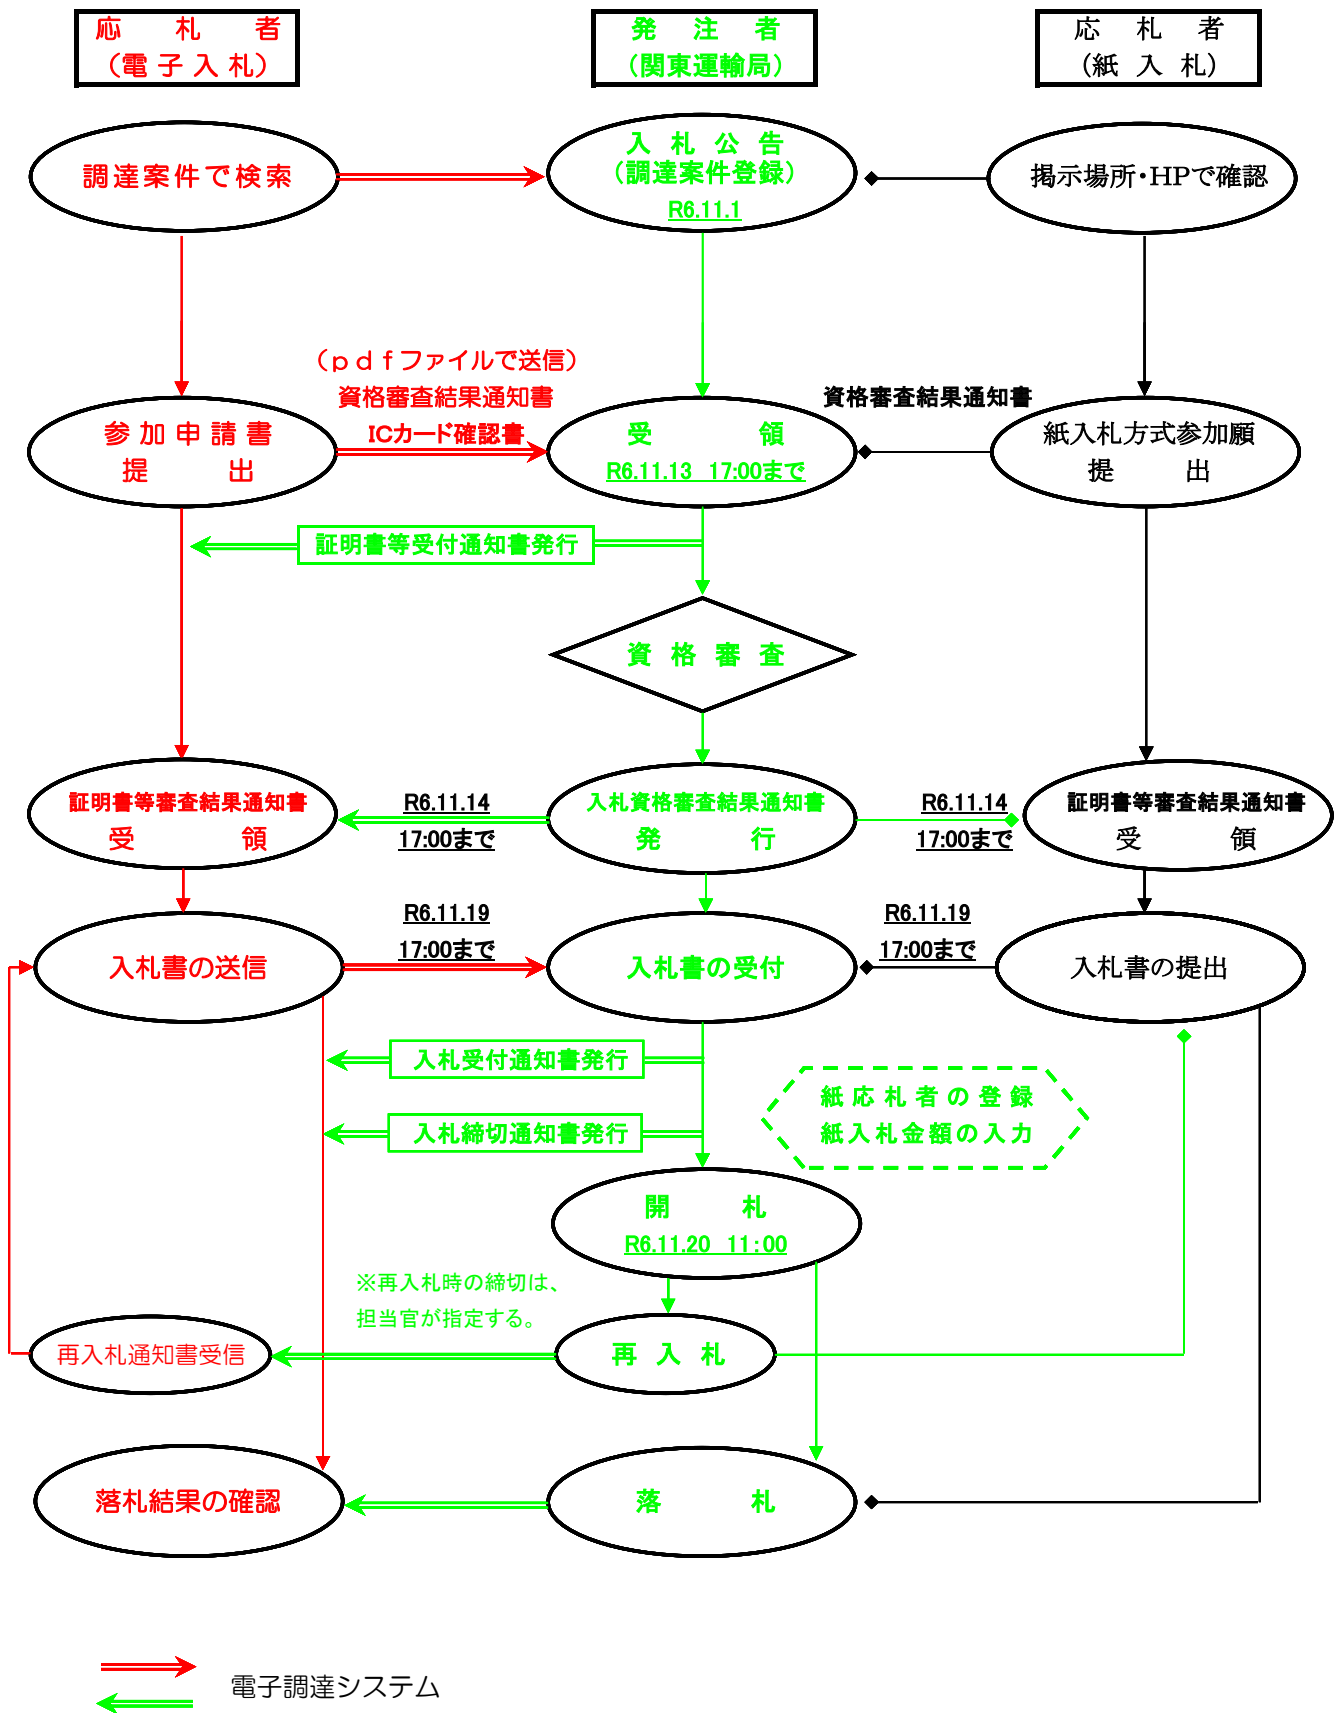 応　札　者
（電子入札）
発　注　者
（関東運輸局）
応　札　者
（紙　入　札）
調達案件で検索
入札公告
（調達案件登録）
R6.11.1
掲示場所・HPで確認
（ｐｄｆファイルで送信）
資格審査結果通知書
ICカード確認書
資格審査結果通知書
参加申請書
提　出
受　領
R6.11.13　17:00まで
紙入札方式参加願
提　出
証明書等受付通知書発行
資格審査
証明書等審査結果通知書
受　領
R6.11.14
17:00まで
入札資格審査結果通知書
発　行
R6.11.14
17:00まで
証明書等審査結果通知書
受　領
入札書の送信
R6.11.19
17:00まで
入札書の受付
R6.11.19
17:00まで
入札書の提出
入札受付通知書発行
紙応札者の登録
紙入札金額の入力
入札締切通知書発行
開　札
R6.11.20　11：00
※再入札時の締切は、
担当官が指定する。
再入札通知書受信
再　入　札
落札結果の確認
落　札
電子調達システム